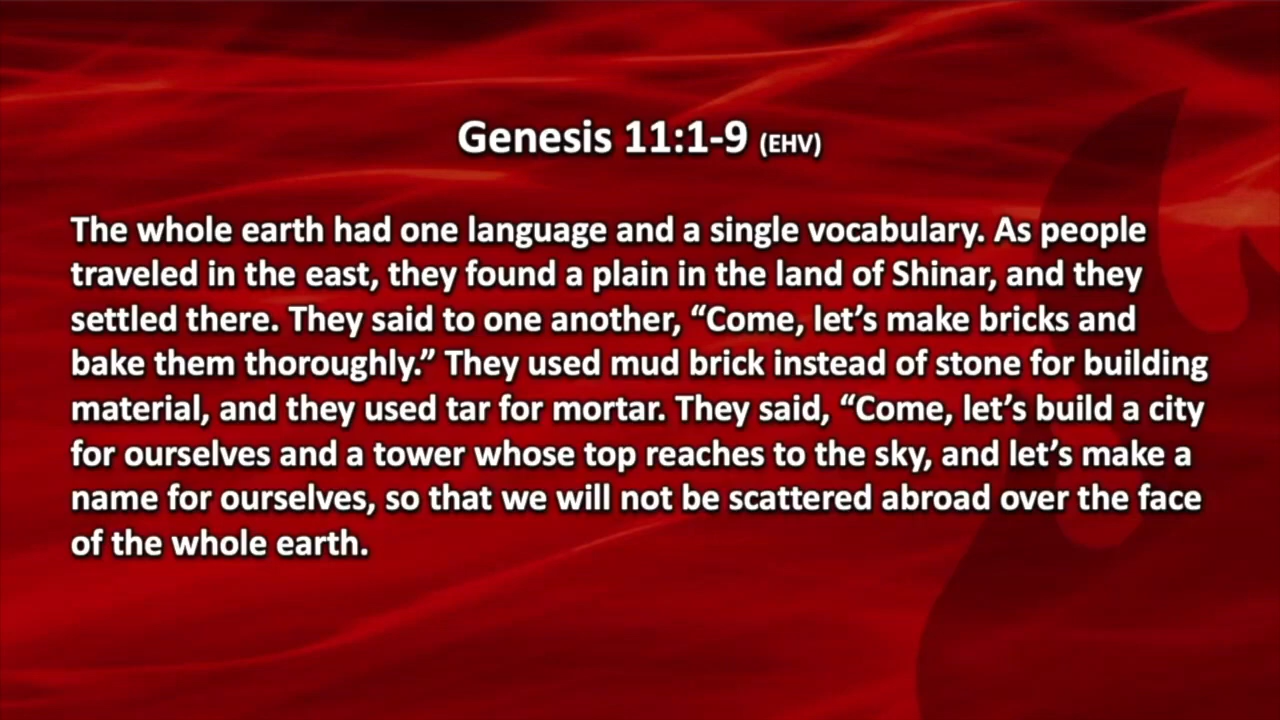 Genesis 11:1-9 (EHV)
The whole earth had one language and a single vocabulary. As people
traveled in the east, they found a plain in the land of Shinar, and they
settled there. They said to one another, “Come, let’s make bricks and
bake them thoroughly.” They used mud brick instead of stone for building
material, and they used tar for mortar. They said, “Come, let’s build a city
for ourselves and a tower whose top reaches to the sky, and let’s make a
name for ourselves, so that we will not be scattered abroad over the face
of the whole earth.